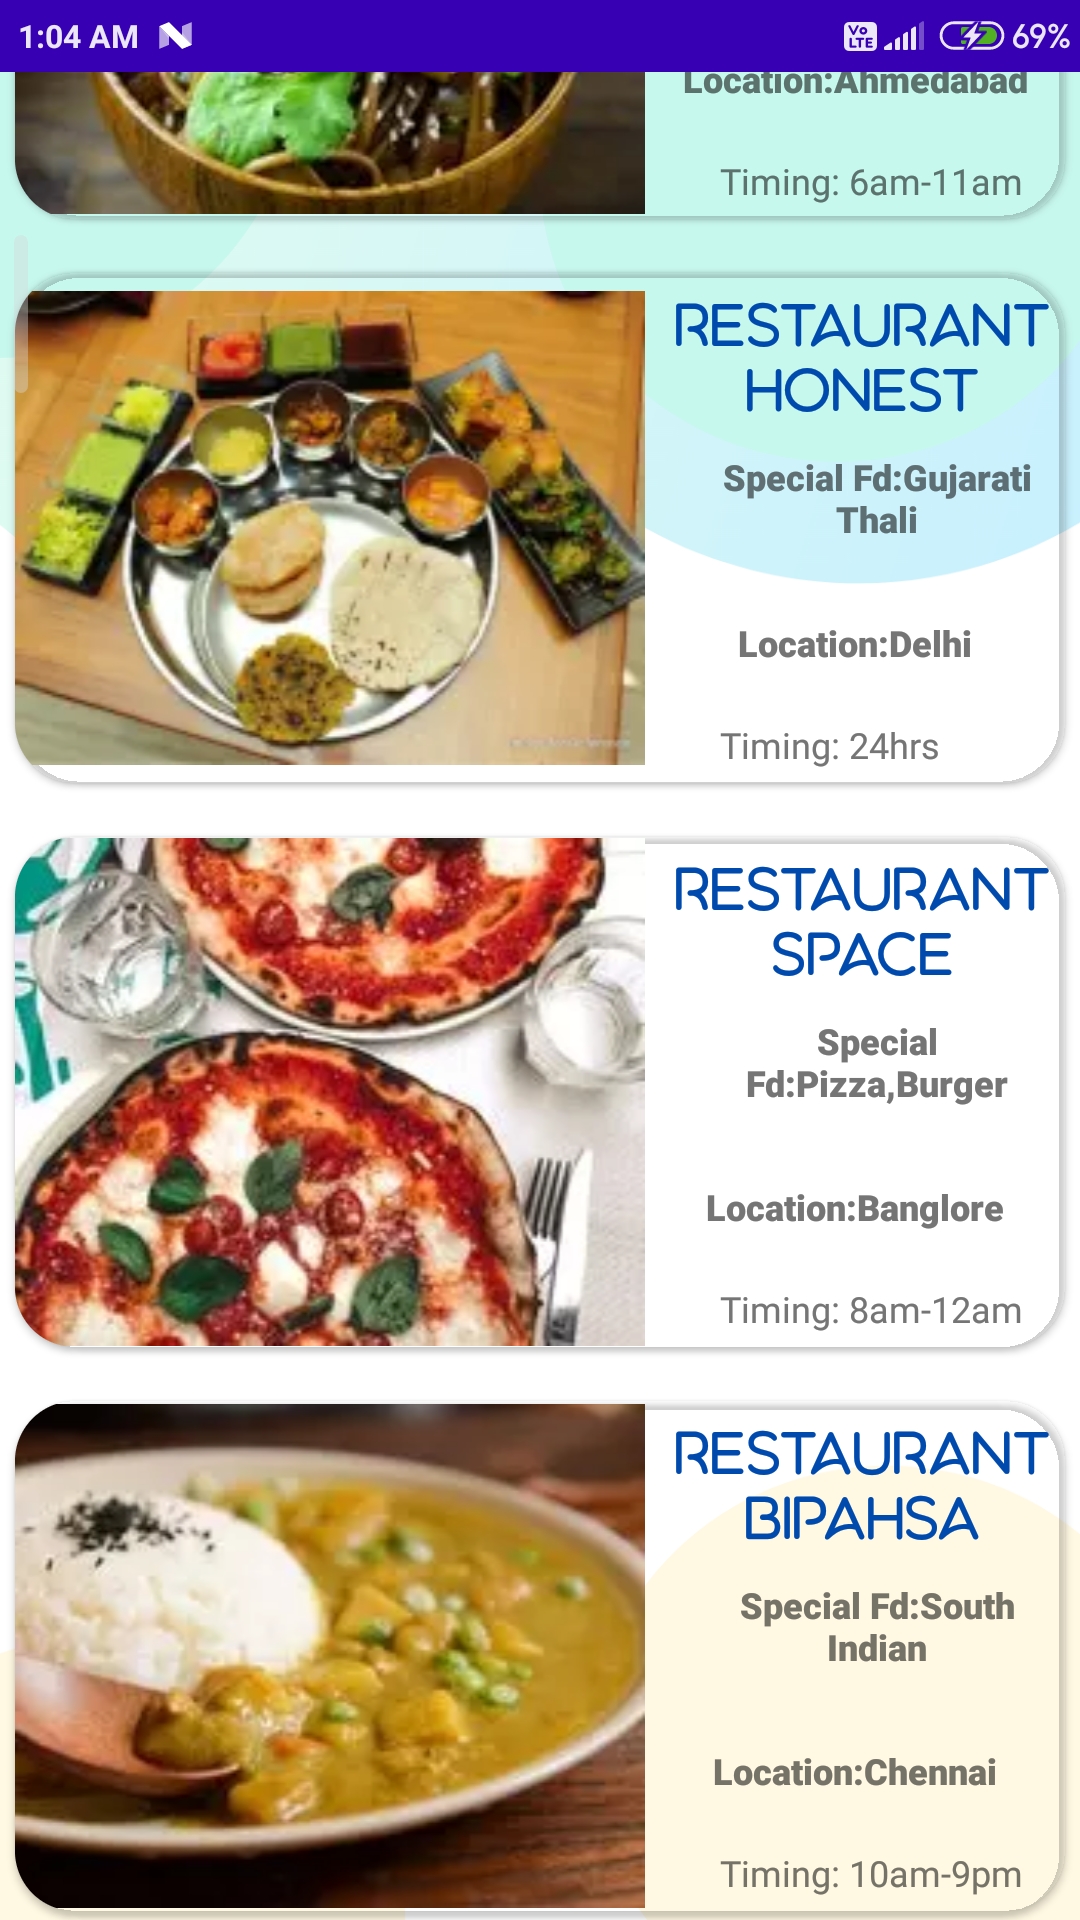 1:04 AM
Vo LTE
69%
Location:Ahmedabad
Timing: 6am-11am
RESTAURANT
HONEST
Special Fd:Gujarati
Thali
Location:Delhi
Timing: 24hrs
RESTAURANT
SPACE
Special
Fd:Pizza,Burger
Location:Banglore
Timing: 8am-12am
RESTAURANT
BIPAHSA
Special Fd:South
Indian
Location:Chennai
Timing: 10am-9pm